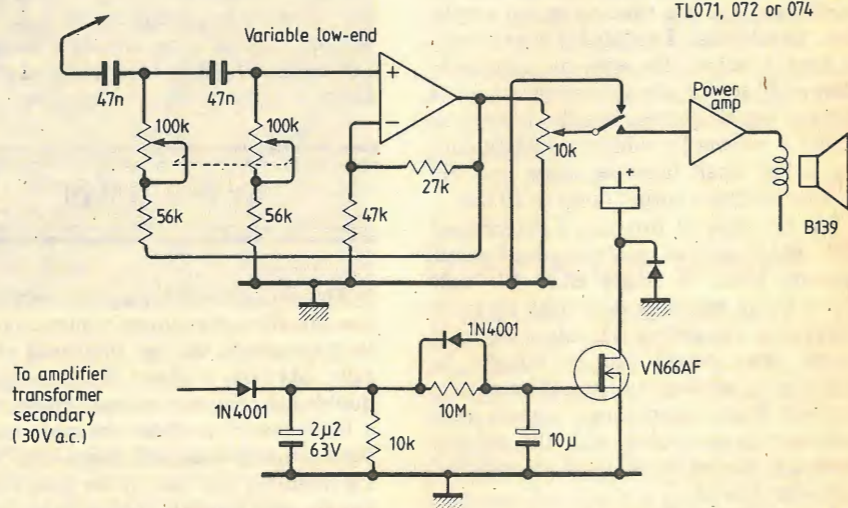 TL071, 072 or 074
Variable low-end
47n
47n
+
−
100k
100k
27k
56k
56k
47k
10k
Power
amp
B139
+
To amplifier
transformer
secondary
(30V a.c.)
1N4001
2µ2
63V
10k
1N4001
10M
10µ
VN66AF